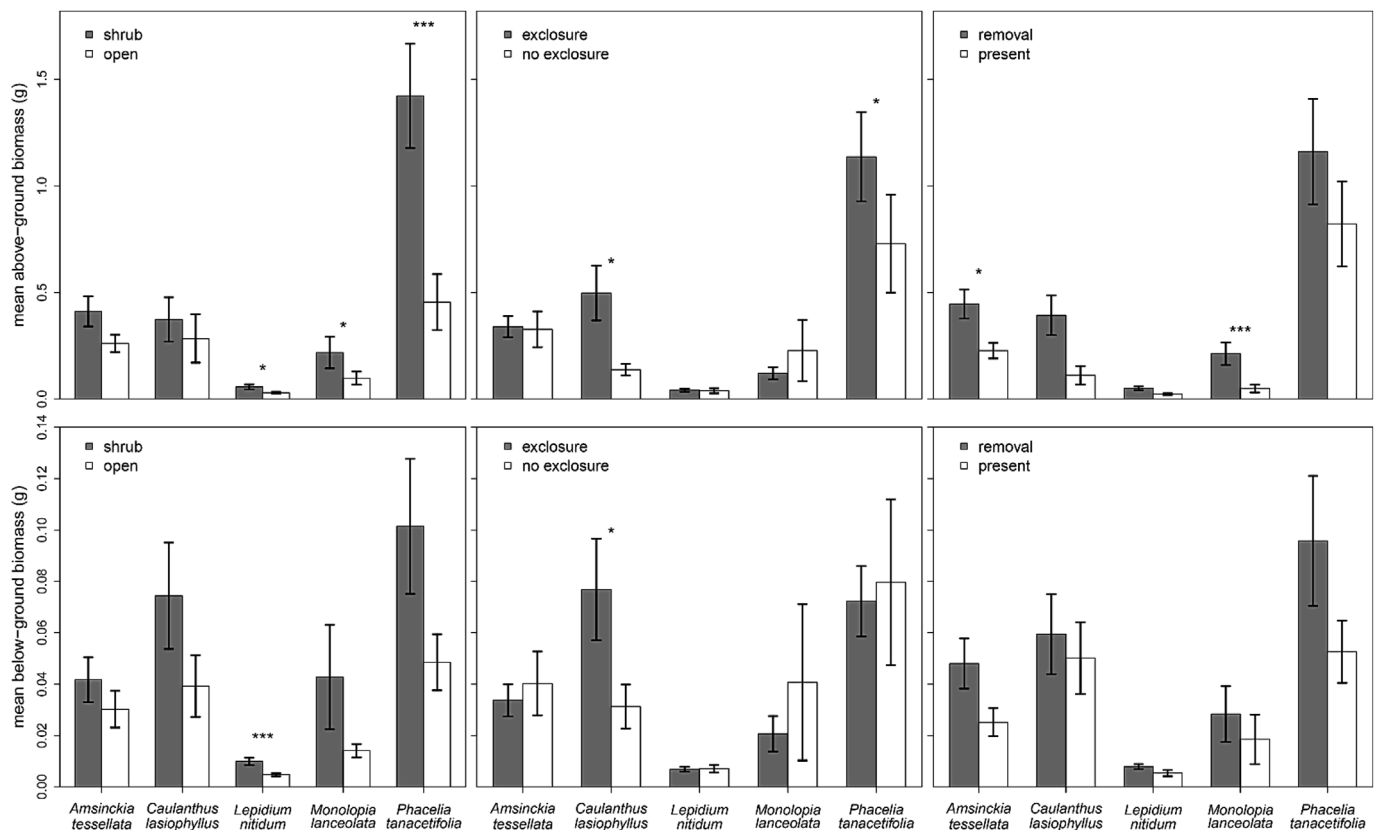 mean above-ground biomass (g)
1.5
1.0
0.5
0.0
shrub
open
*
*
***
exclosure
no exclosure
*
*
removal
present
*
***
mean below-ground biomass (g)
0.14
0.12
0.10
0.08
0.06
0.04
0.02
0.00
shrub
open
***
exclosure
no exclosure
*
removal
present
Amsinckia
tessellata
Caulanthus
lasiophyllus
Lepidium
nitidum
Monolopia
lanceolata
Phacelia
tanacetifolia
Amsinckia
tessellata
Caulanthus
lasiophyllus
Lepidium
nitidum
Monolopia
lanceolata
Phacelia
tanacetifolia
Amsinckia
tessellata
Caulanthus
lasiophyllus
Lepidium
nitidum
Monolopia
lanceolata
Phacelia
tanacetifolia